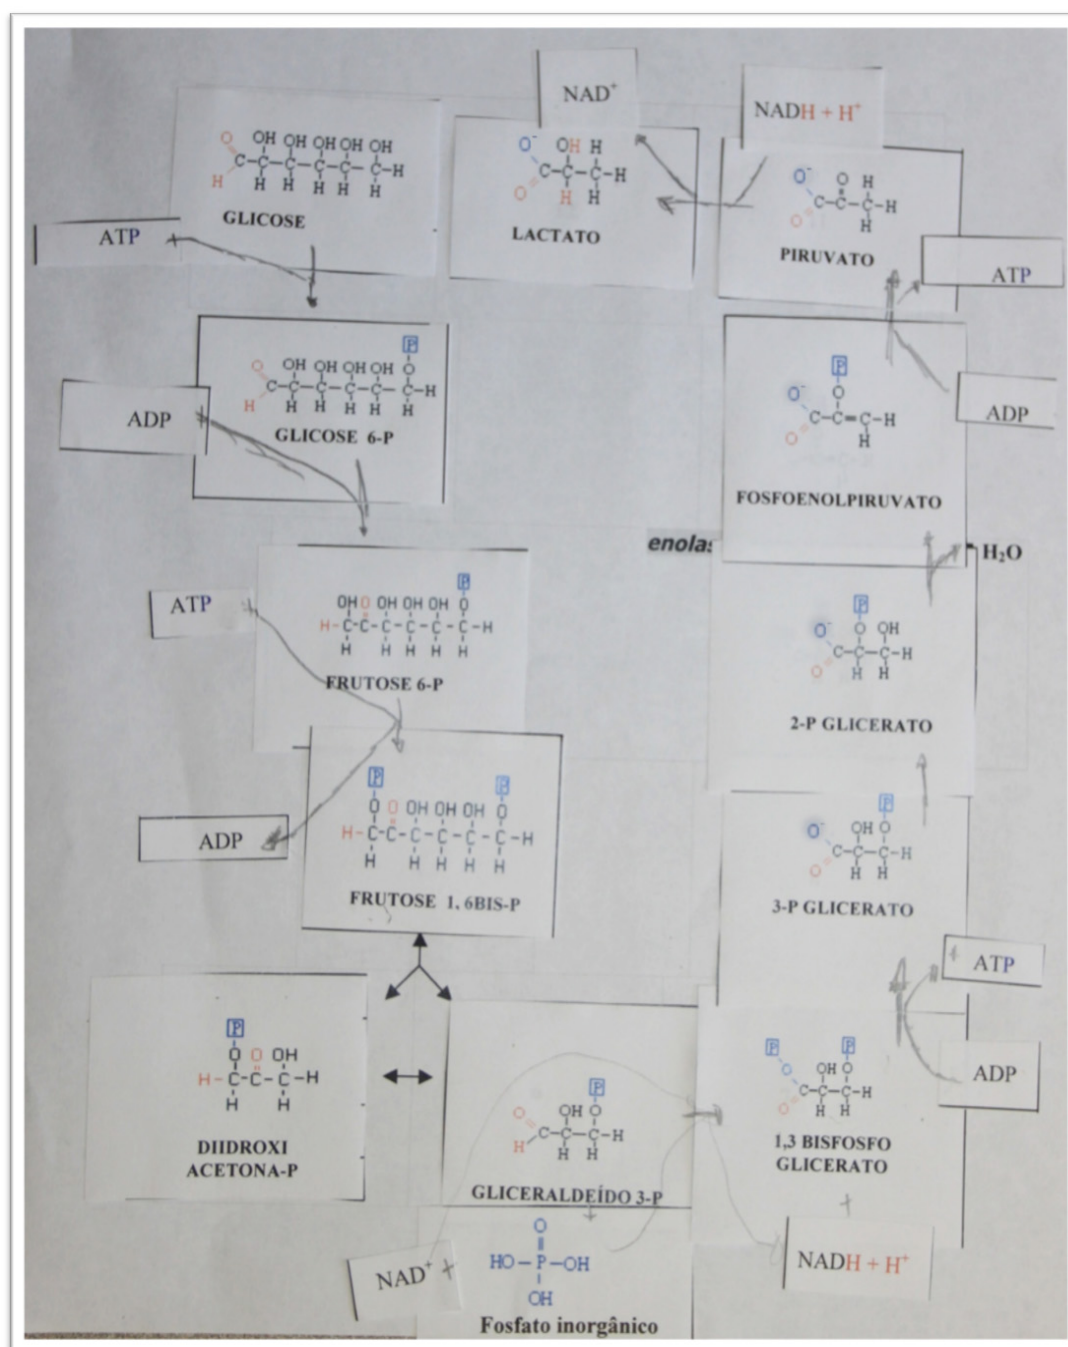 NAD⁺
NADH + H⁺
GLICOSE
LACTATO
PIRUVATO
ATP
ATP
GLICOSE 6-P
ADP
ADP
FOSFOENOLPIRUVATO
enolas
H₂O
ATP
FRUTOSE 6-P
2-P GLICERATO
ADP
FRUTOSE 1, 6BIS-P
3-P GLICERATO
ATP
ADP
DIIDROXI
ACETONA-P
GLICERALDEÍDO 3-P
1,3 BISFOSFO
GLICERATO
+
NAD⁺ +
NADH + H⁺
HO-P-OH
O
OH
Fosfato inorgânico